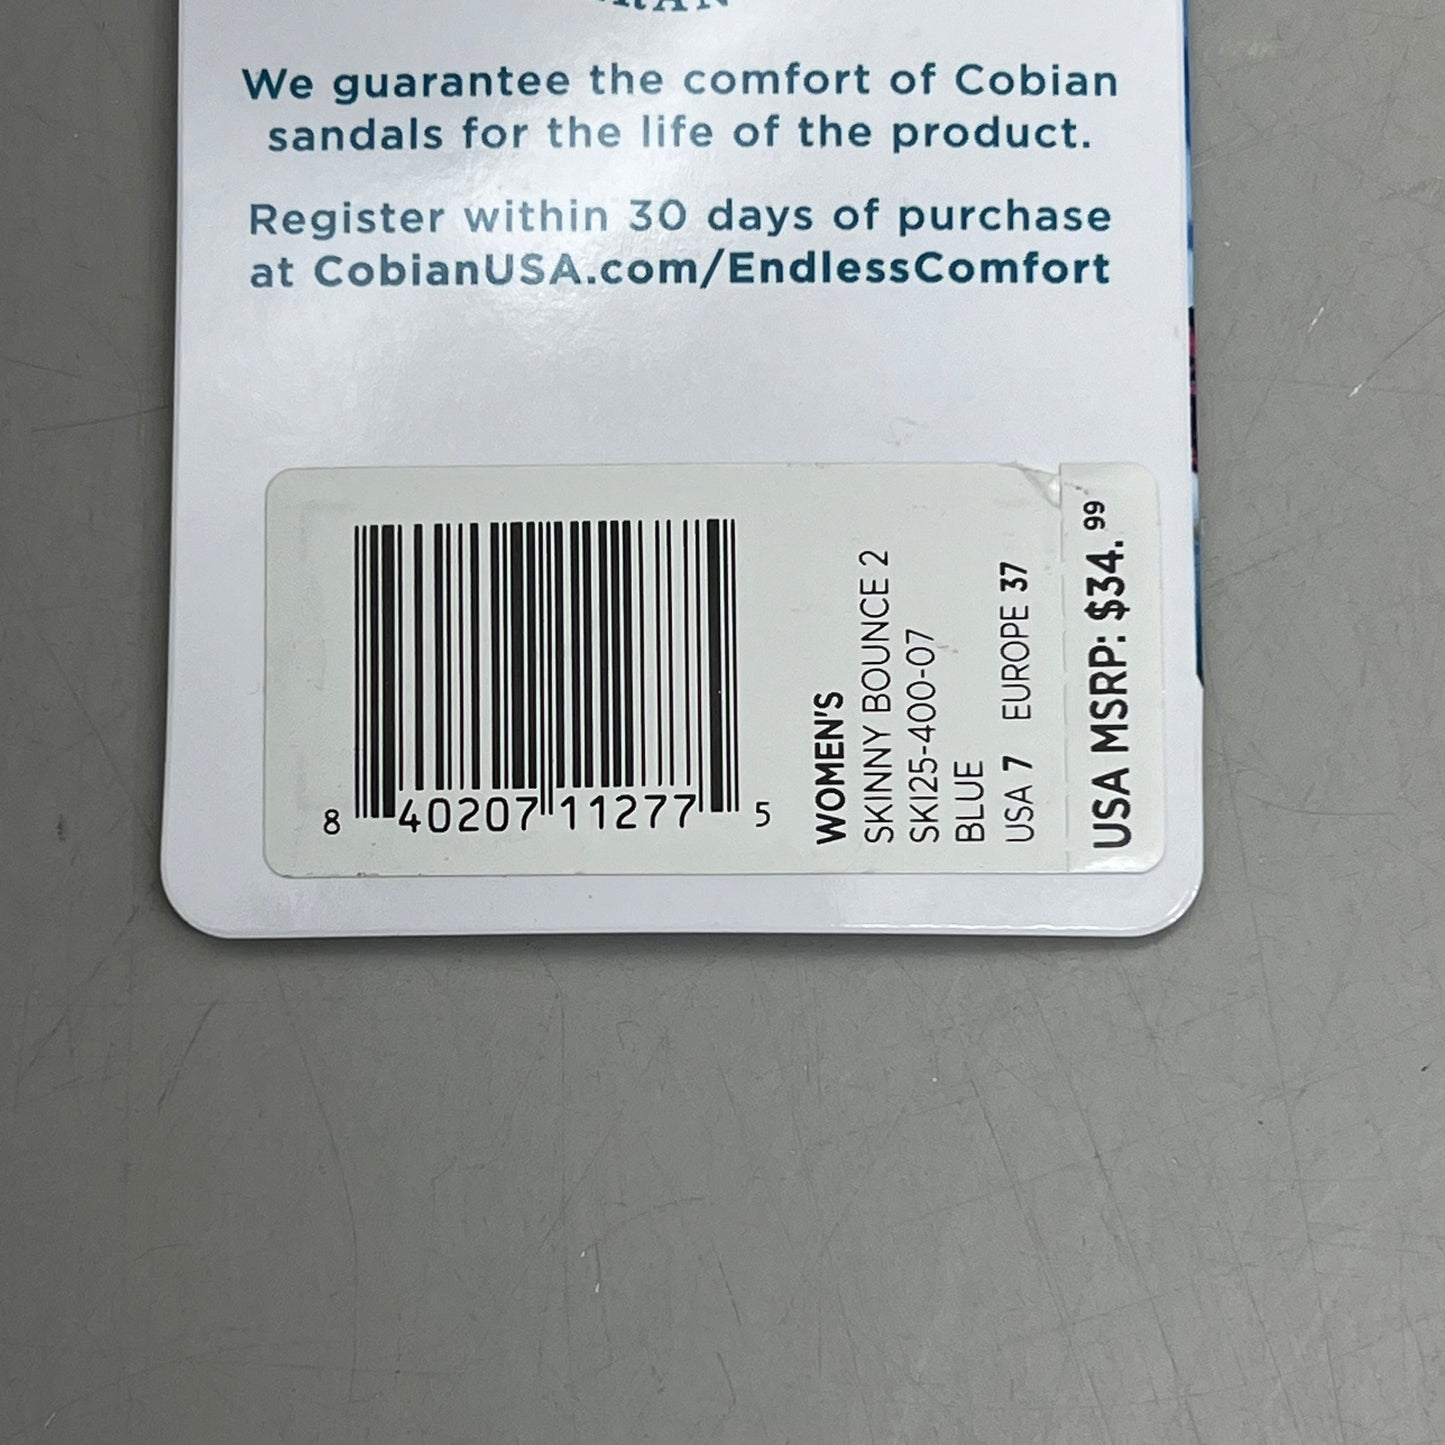 We guarantee the comfort of Cobian
sandals for the life of the product.
Register within 30 days of purchase
at CobianUSA.com/EndlessComfort
8 40207 11277 5
WOMEN'S
SKINNY BOUNCE 2
SKI25-400-07
BLUE
USA 7 EUROPE 37
USA MSRP: $34.99